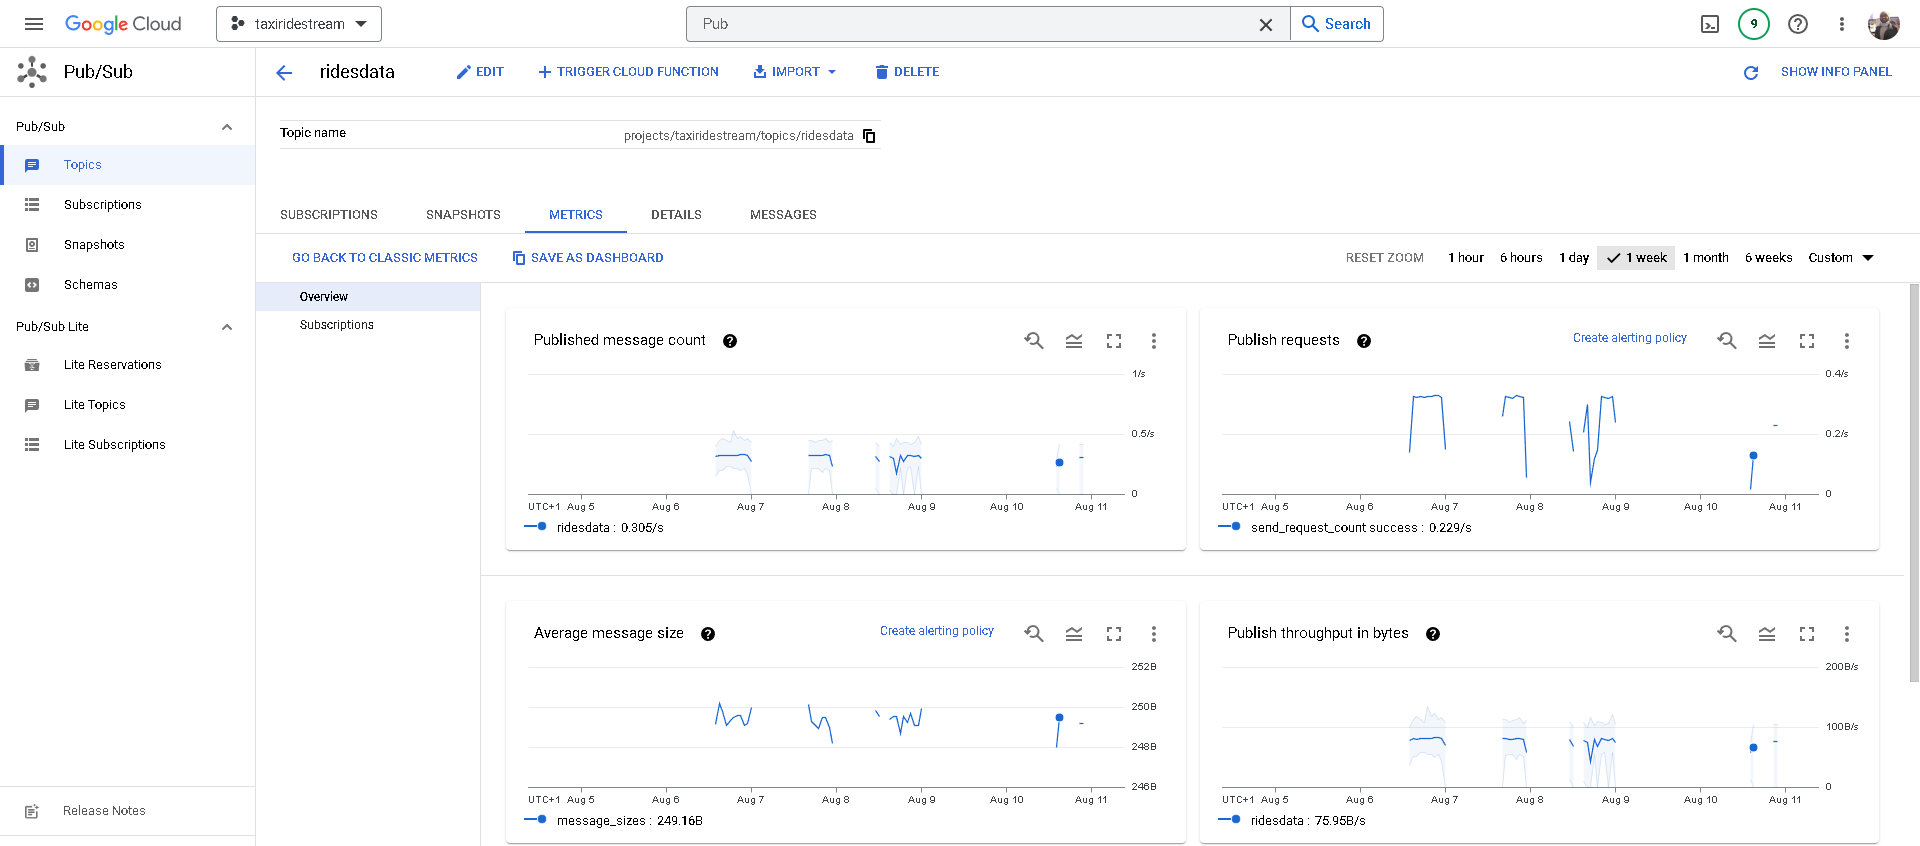 Google Cloud
taxiridestream
Pub
Search
9
Pub/Sub
ridesdata
EDIT
TRIGGER CLOUD FUNCTION
IMPORT
DELETE
SHOW INFO PANEL
Pub/Sub
Topics
Subscriptions
Snapshots
Schemas
Pub/Sub Lite
Lite Reservations
Lite Topics
Lite Subscriptions
Release Notes
Topic name
projects/taxiridestream/topics/ridesdata
SUBSCRIPTIONS
SNAPSHOTS
METRICS
DETAILS
MESSAGES
GO BACK TO CLASSIC METRICS
SAVE AS DASHBOARD
RESET ZOOM
1 hour
6 hours
1 day
1 week
1 month
6 weeks
Custom
Overview
Subscriptions
Published message count
1/s
0.5/s
0
UTC+1 Aug 5 Aug 6 Aug 7 Aug 8 Aug 9 Aug 10 Aug 11
ridesdata : 0.305/s
Publish requests
Create alerting policy
0.4/s
0.2/s
0
UTC+1 Aug 5 Aug 6 Aug 7 Aug 8 Aug 9 Aug 10 Aug 11
send_request_count success : 0.229/s
Average message size
Create alerting policy
252B
250B
248B
246B
UTC+1 Aug 5 Aug 6 Aug 7 Aug 8 Aug 9 Aug 10 Aug 11
message_sizes : 249.16B
Publish throughput in bytes
200B/s
100B/s
0
UTC+1 Aug 5 Aug 6 Aug 7 Aug 8 Aug 9 Aug 10 Aug 11
ridesdata : 75.95B/s